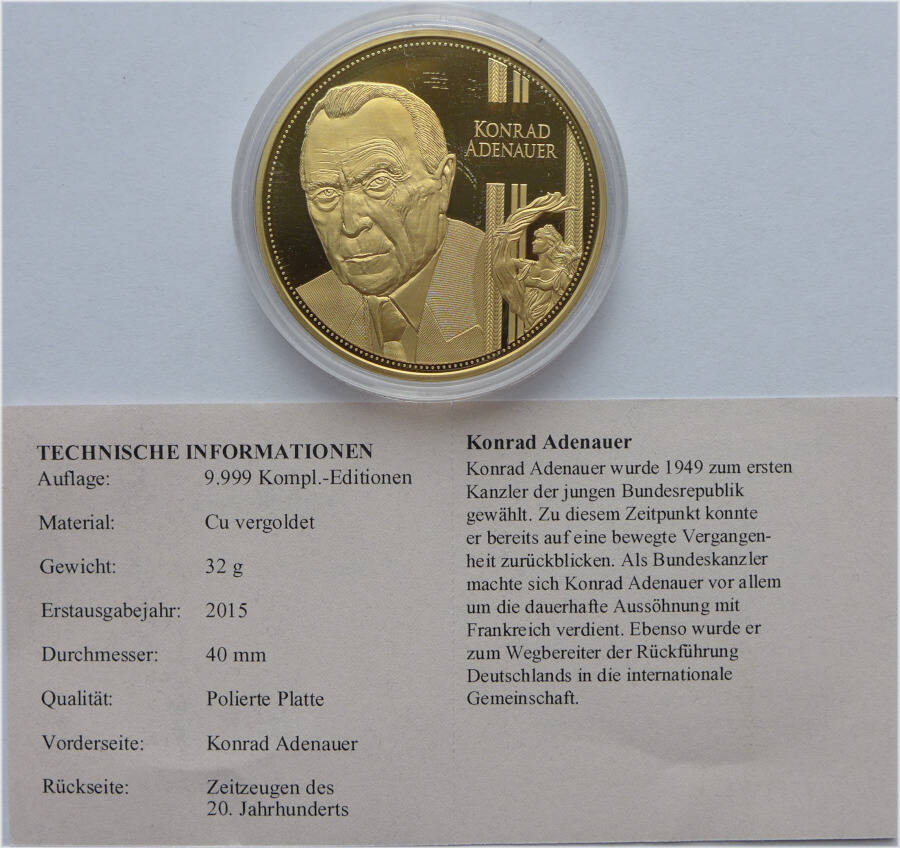 KONRAD
ADENAUER
TECHNISCHE INFORMATIONEN
Auflage: 9.999 Kompl.-Editionen
Material: Cu vergoldet
Gewicht: 32 g
Erstausgabejahr: 2015
Durchmesser: 40 mm
Qualität: Polierte Platte
Vorderseite: Konrad Adenauer
Rückseite: Zeitzeugen des
20. Jahrhunderts
Konrad Adenauer
Konrad Adenauer wurde 1949 zum ersten
Kanzler der jungen Bundesrepublik
gewählt. Zu diesem Zeitpunkt konnte
er bereits auf eine bewegte Vergangen-
heit zurückblicken. Als Bundeskanzler
machte sich Konrad Adenauer vor allem
um die dauerhafte Aussöhnung mit
Frankreich verdient. Ebenso wurde er
zum Wegbereiter der Rückführung
Deutschlands in die internationale
Gemeinschaft.